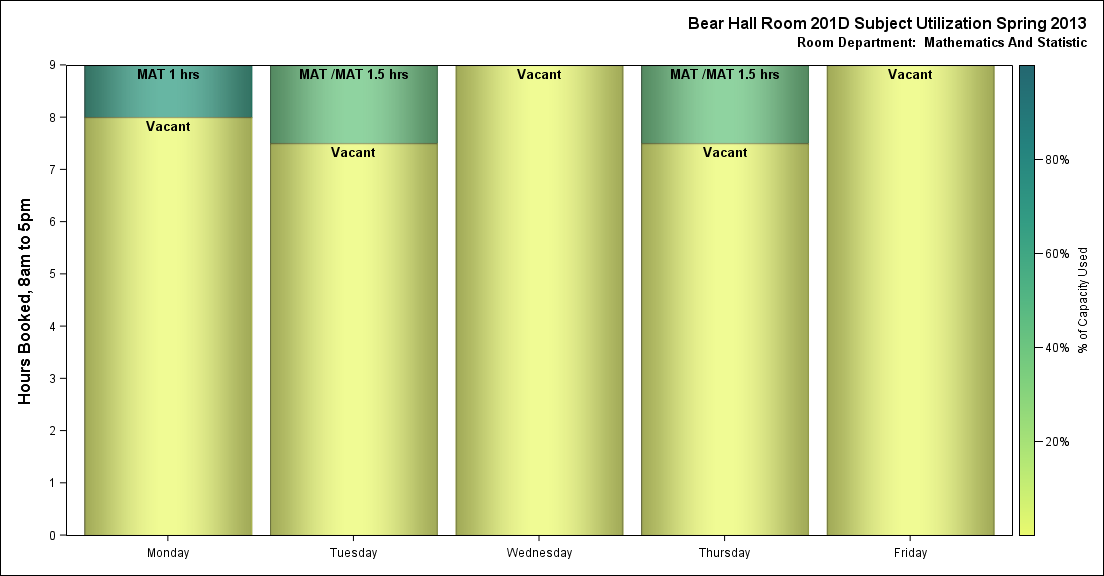 Bear Hall Room 201D Subject Utilization Spring 2013
Room Department:  Mathematics And Statistic
Hours Booked, 8am to 5pm
9
8
7
6
5
4
3
2
1
0
MAT 1 hrs
Vacant
MAT /MAT 1.5 hrs
Vacant
Vacant
MAT /MAT 1.5 hrs
Vacant
Vacant
Monday
Tuesday
Wednesday
Thursday
Friday
80%
60%
40%
20%
% of Capacity Used